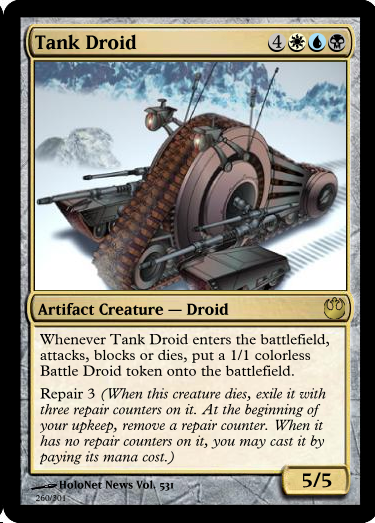 Tank Droid 4
Artifact Creature — Droid
Whenever Tank Droid enters the battlefield,
attacks, blocks or dies, put a 1/1 colorless
Battle Droid token onto the battlefield.
Repair 3 (When this creature dies, exile it with
three repair counters on it. At the beginning of
your upkeep, remove a repair counter. When it
has no repair counters on it, you may cast it by
paying its mana cost.)
5/5
HoloNet News Vol. 531
260/301